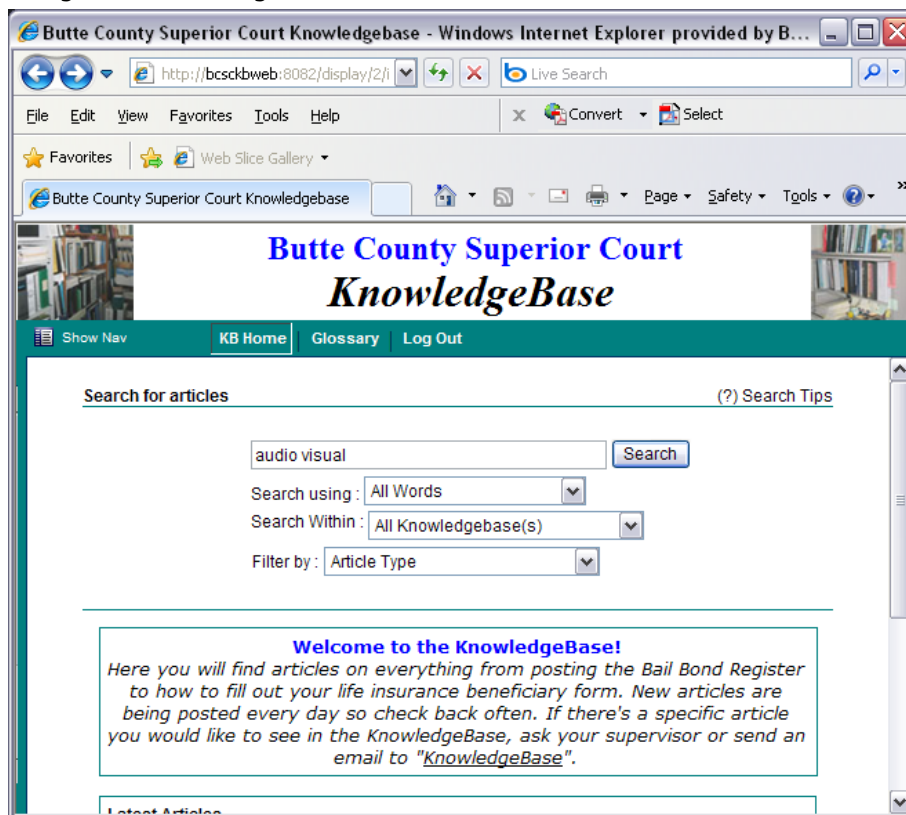 Butte County Superior Court Knowledgebase - Windows Internet Explorer provided by B...
http://bcsckbweb:8082/display/2/i Live Search
File Edit View Favorites Tools Help x Convert Select
Favorites Web Slice Gallery
Butte County Superior Court Knowledgebase Page Safety Tools »
Butte County Superior Court
KnowledgeBase
Show Nav KB Home Glossary Log Out
Search for articles (?) Search Tips
audio visual Search
Search using : All Words
Search Within : All Knowledgebase(s)
Filter by : Article Type
Welcome to the KnowledgeBase!
Here you will find articles on everything from posting the Bail Bond Register
to how to fill out your life insurance beneficiary form. New articles are
being posted every day so check back often. If there's a specific article
you would like to see in the KnowledgeBase, ask your supervisor or send an
email to "KnowledgeBase".
Latest Articles